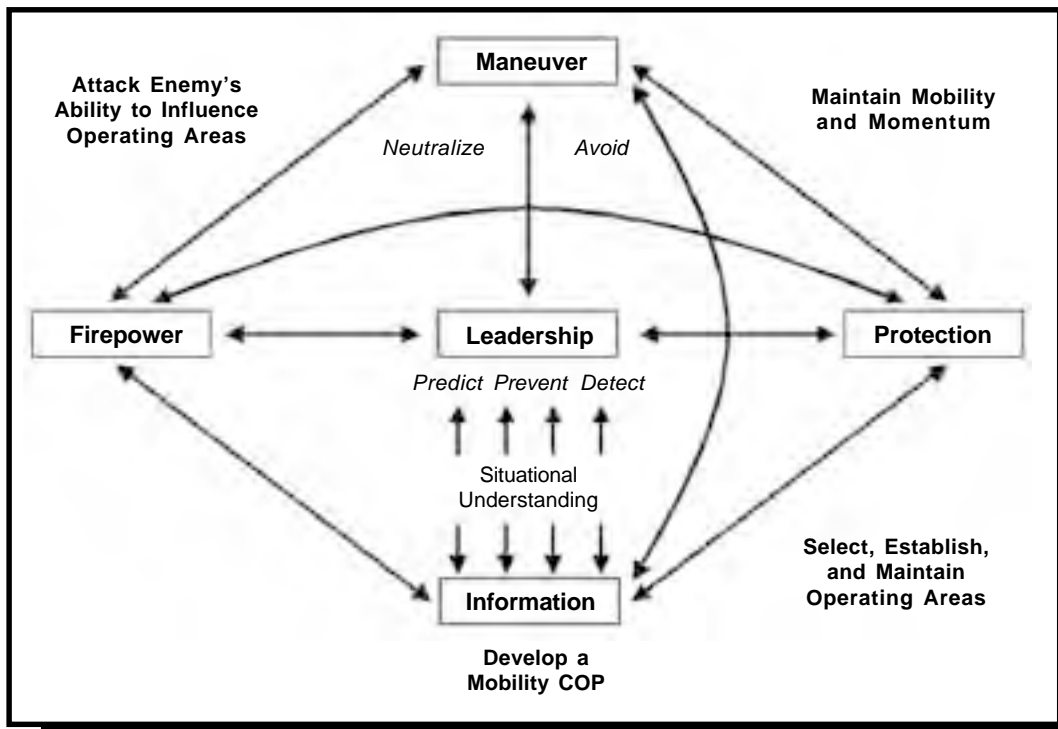 Maneuver
Attack Enemy's
Ability to Influence
Operating Areas
Maintain Mobility
and Momentum
Neutralize
Avoid
Firepower
Leadership
Protection
Predict Prevent Detect
Situational
Understanding
Select, Establish,
and Maintain
Operating Areas
Information
Develop a
Mobility COP